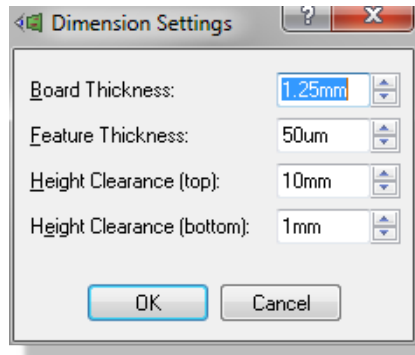 Dimension Settings
?
Board Thickness: 1.25mm
Feature Thickness: 50um
Height Clearance (top): 10mm
Height Clearance (bottom): 1mm
OK Cancel